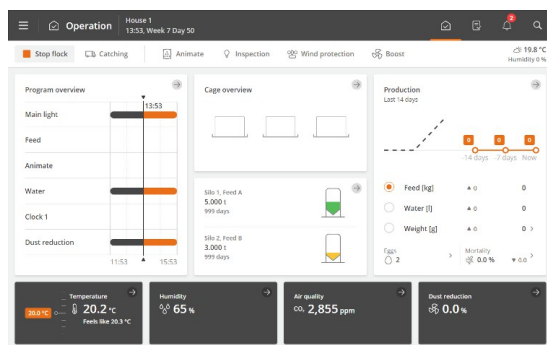 Operation
House 1
13:53, Week 7 Day 50
2
Stop flock
Catching
Animate
Inspection
Wind protection
Boost
19.8 °C
Humidity 0 %
Program overview
13:53
Main light
Feed
Animate
Water
Clock 1
Dust reduction
11:53
15:53
Cage overview
Silo 1, Feed A
5.000 t
999 days
Silo 2, Feed B
3.000 t
999 days
Production
Last 14 days
0 0 0
-14 days -7 days Now
Feed [kg] ▲ 0 0
Water [l] ▲ 0 0
Weight [g] ▲ 0 0 >
Eggs
2 >
Mortality
0.0 % ▼ 0.0 >
Temperature
20.0 °C
20.2 °C
Feels like 20.3 °C
Humidity
65 %
Air quality
CO₂ 2,855 ppm
Dust reduction
0.0 %